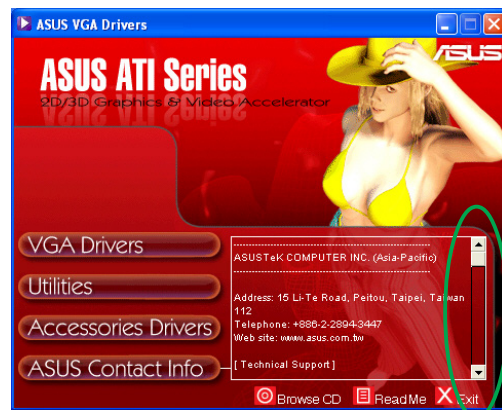 ASUS VGA Drivers
ASUS
ASUS ATI Series
2D/3D Graphics & Video Accelerator
VGA Drivers
Utilities
Accessories Drivers
ASUS Contact Info
ASUSTeK COMPUTER INC. (Asia-Pacific)
Address: 15 Li-Te Road, Peitou, Taipei, Taiwan
112
Telephone: +886-2-2894-3447
Web site: www.asus.com.tw
[ Technical Support ]
Browse CD
ReadMe
Exit